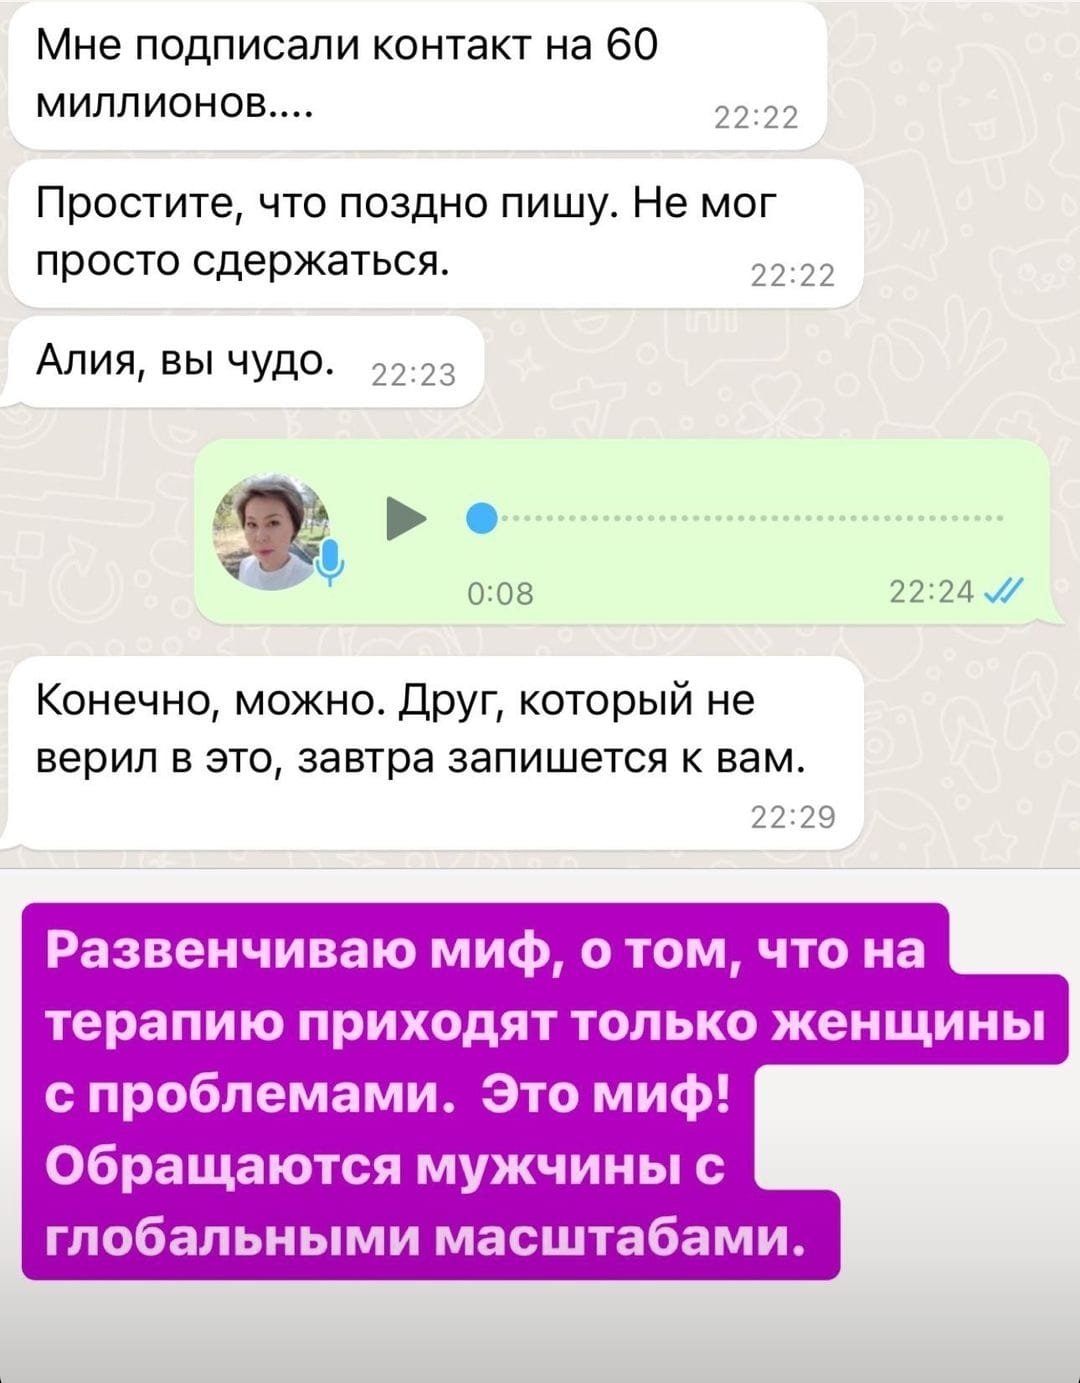 Мне подписали контакт на 60
миллионов....
22:22
Простите, что поздно пишу. Не мог
просто сдержаться.
22:22
Алия, вы чудо.
22:23
0:08
22:24
Конечно, можно. Друг, который не
верил в это, завтра запишется к вам.
22:29
Развенчиваю миф, о том, что на
терапию приходят только женщины
с проблемами. Это миф!
Обращаются мужчины с
глобальными масштабами.